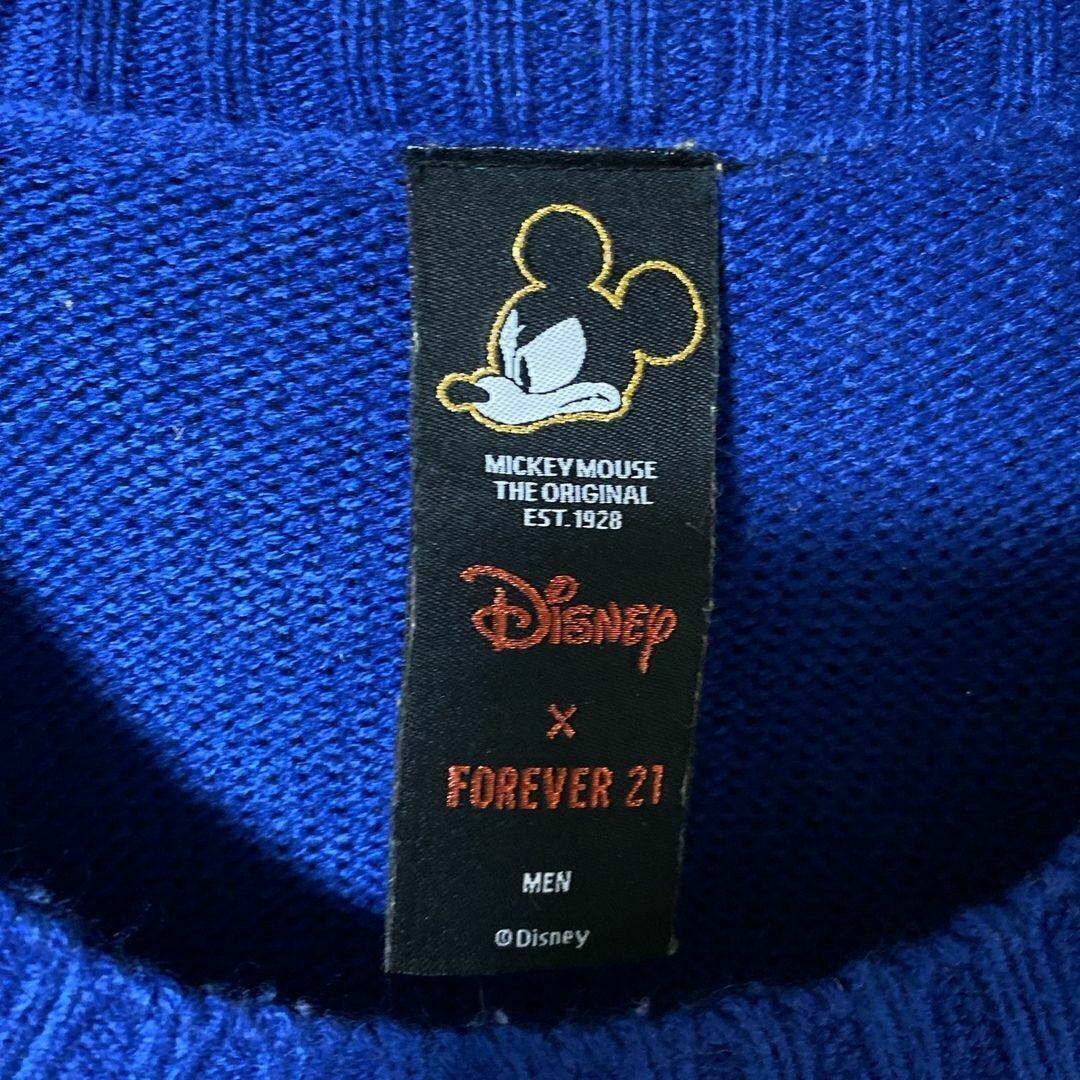 MICKEY MOUSE
THE ORIGINAL
EST. 1928
Disney
X
FOREVER 21
MEN
©Disney